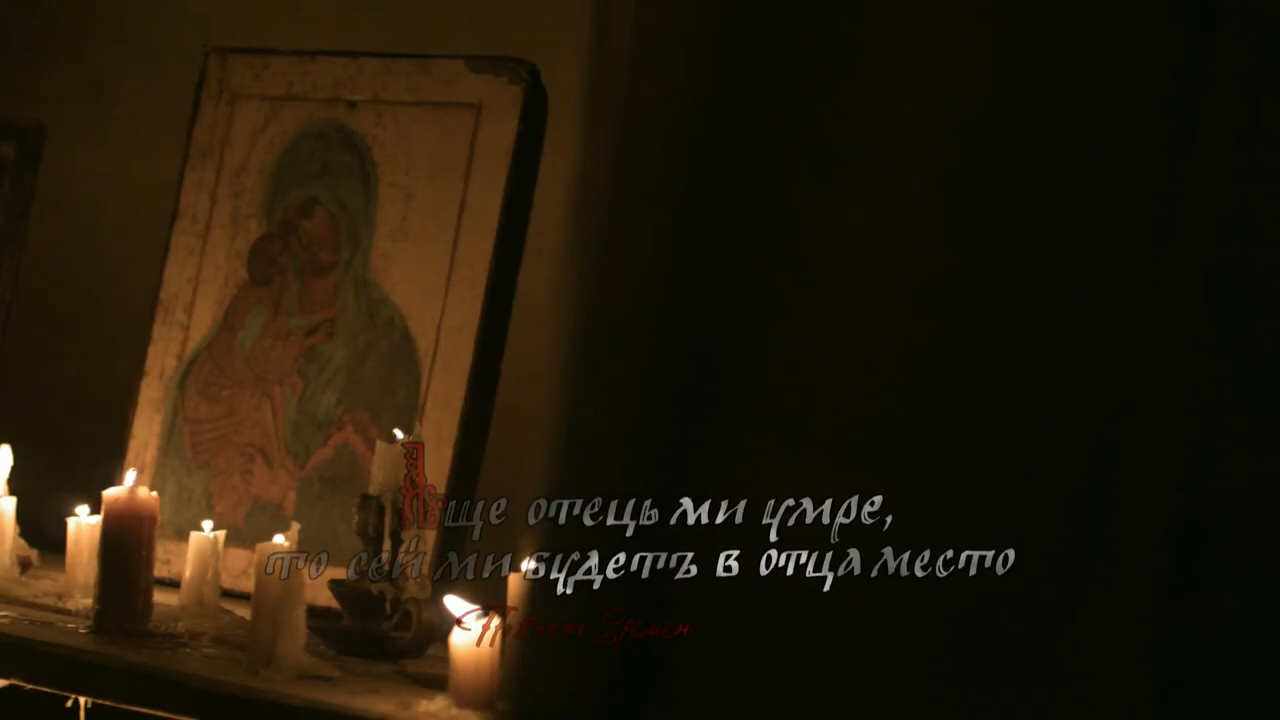 Аще отець ми умре,
то сей ми будетъ в отца место